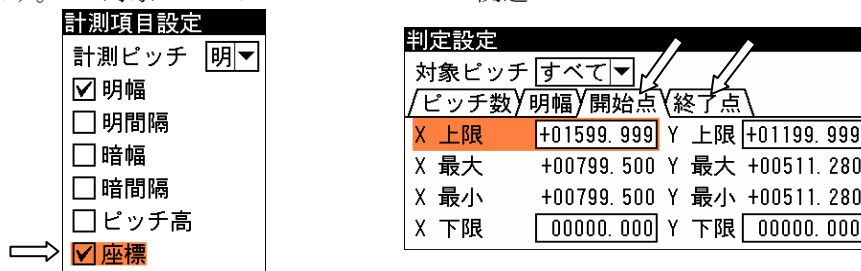 計測項目設定
計測ピッチ 明▼
☑明幅
□明間隔
□暗幅
□暗間隔
□ピッチ高
☑座標
判定設定
対象ピッチ すべて▼
ピッチ数 明幅 開始点 終了点
X 上限 +01599.999 Y 上限 +01199.999
X 最大 +00799.500 Y 最大 +00511.280
X 最小 +00799.500 Y 最小 +00511.280
X 下限 00000.000 Y 下限 00000.000